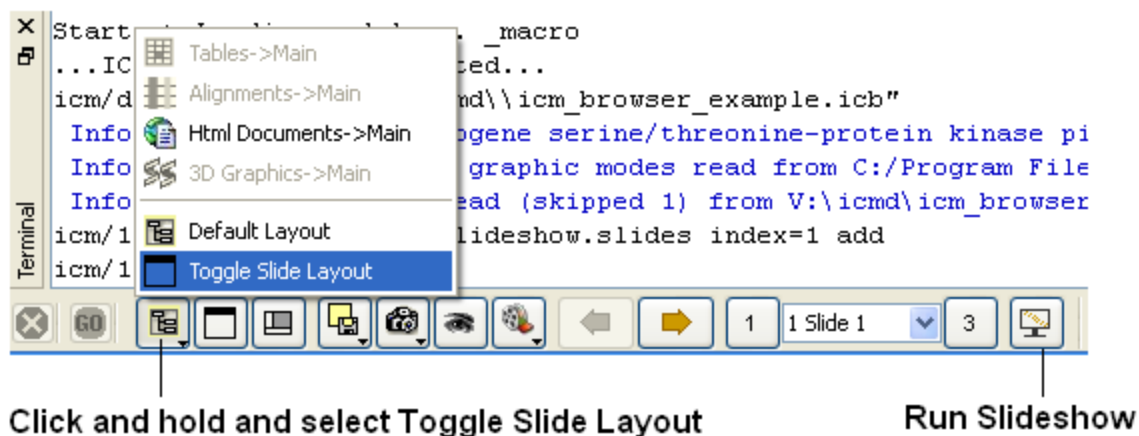 Start
_macro
Tables->Main
...IC
ted...
Alignments->Main
icm/d
md\\icm_browser_example.icb"
Html Documents->Main
Info
ogene serine/threonine-protein kinase pi
3D Graphics->Main
Info
graphic modes read from C:/Program File
Info
ead (skipped 1) from V:\icmd\icm_browser
Default Layout
icm/1
lideshow.slides index=1 add
Toggle Slide Layout
icm/1
Terminal
GO
1
1 Slide 1
3
Click and hold and select Toggle Slide Layout
Run Slideshow